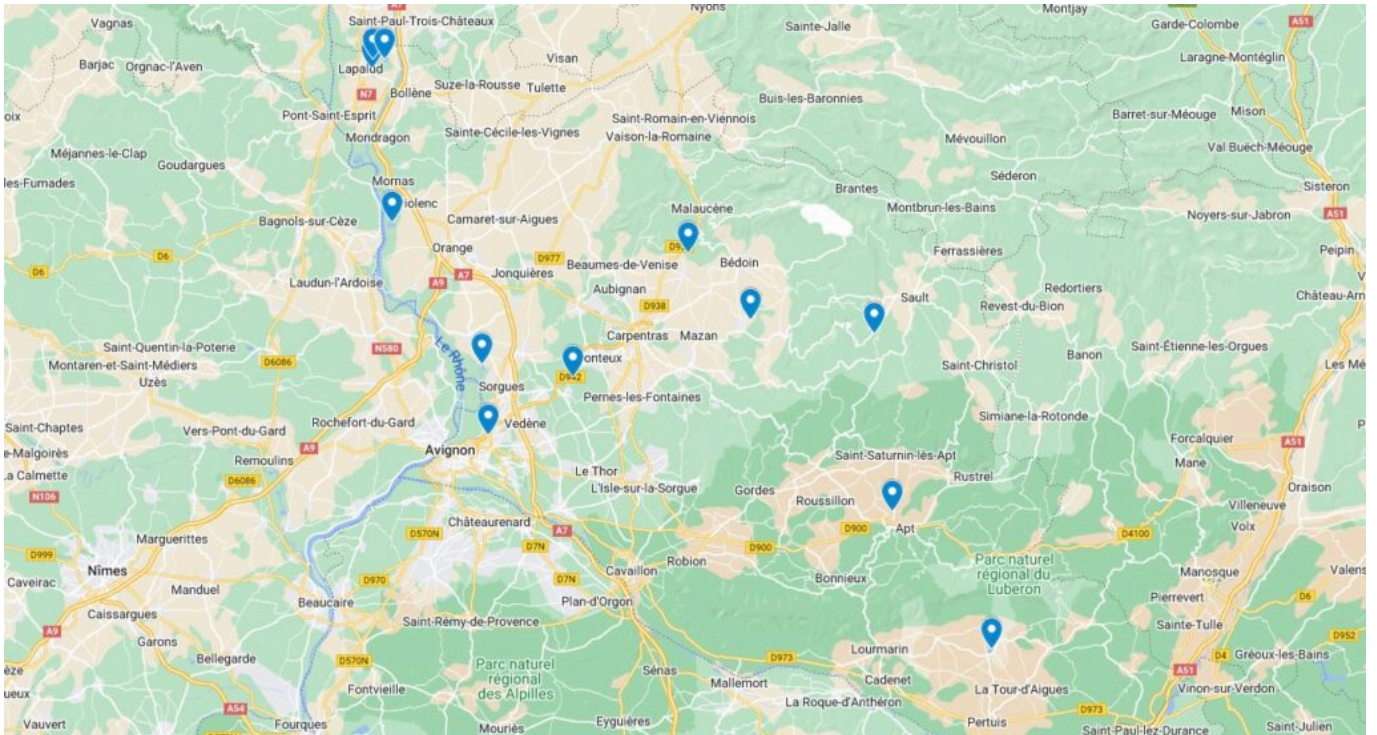 Vagnas
Saint-Paul-Trois-Châteaux
A7
Nyons
Sainte-Jalle
Montjay
Garde-Colombe
A51
Barjac
Orgnac-l'Aven
Lapalud
Visan
Laragne-Montéglin
N7
Bollène
Suze-la-Rousse
Tulette
Buis-les-Baronnies
oix
Pont-Saint-Esprit
Saint-Romain-en-Viennois
Barret-sur-Méouge
Mison
Mondragon
Sainte-Cécile-les-Vignes
Vaison-la-Romaine
Mévouillon
Val Buëch-Méouge
Méjannes-le-Clap
Goudargues
les-Fumades
Mornas
Séderon
Brantes
Sisteron
iolenc
Malaucène
Montbrun-les-Bains
A51
Bagnols-sur-Cèze
Camaret-sur-Aigues
Noyers-sur-Jabron
Orange
D9
Ferrassières
Peipin
D6
D6
D977
Beaumes-de-Venise
Bédoin
Laudun-l'Ardoise
A9
A7
Jonquières
Aubignan
Redortiers
Château-Arn
D938
Sault
Revest-du-Bion
Carpentras
Mazan
Saint-Quentin-la-Poterie
N580
Le Rhône
Saint-Étienne-les-Orgues
Montaren-et-Saint-Médiers
D6086
onteux
Banon
Saint-Christol
Les Mé
Uzès
D942
Sorgues
Pernes-les-Fontaines
Saint-Chaptes
Vers-Pont-du-Gard
Rochefort-du-Gard
Vedène
Simiane-la-Rotonde
e-Malgoirès
A9
Avignon
Forcalquier
A51
Remoulins
Saint-Saturnin-lès-Apt
Mane
La Calmette
D6086
Le Thor
Rustrel
L'Isle-sur-la-Sorgue
Gordes
Oraison
N106
Roussillon
Villeneuve
Châteaurenard
A7
D900
Apt
Volx
Marguerittes
D570N
D7N
D900
D4100
D999
Nîmes
Robion
Parc naturel
régional du
Luberon
Cavaillon
Manosque
Valens
Caveirac
Manduel
D970
D7N
Bonnieux
Pierrevert
D6
Caissargues
Beaucaire
Plan-d'Orgon
Sainte-Tulle
A9
Saint-Rémy-de-Provence
D952
Garons
Lourmarin
D4
Gréoux-les-Bains
Bellegarde
D570N
Parc naturel
régional
des Alpilles
Sénas
D973
Cadenet
A51
èze
Mallemort
La Tour-d'Aigues
Vinon-sur-Verdon
ueux
Fontvieille
La Roque-d'Anthéron
A54
D973
Vauvert
Fourques
Mouriès
Eyguières
Pertuis
Saint-Paul-lez-Durance
Saint-Julien